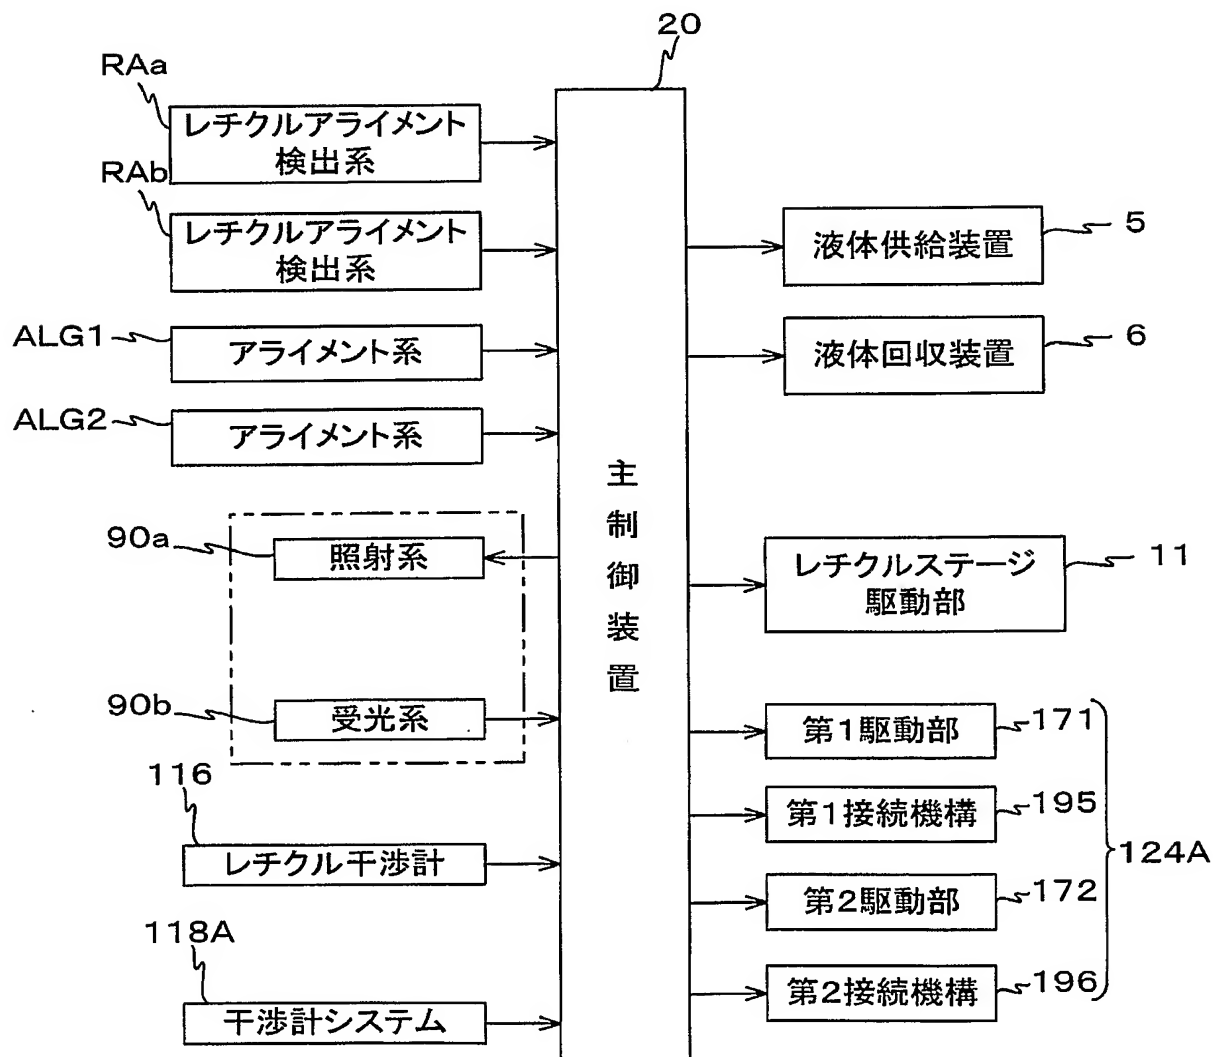 20
RAa
レチクルアライメント
検出系
RAb
レチクルアライメント
検出系
ALG1
アライメント系
ALG2
アライメント系
90a
照射系
90b
受光系
116
レチクル干渉計
118A
干渉計システム
主制御装置
液体供給装置
5
液体回収装置
6
レチクルステージ
駆動部
11
第1駆動部
171
第1接続機構
195
第2駆動部
172
第2接続機構
196
124A